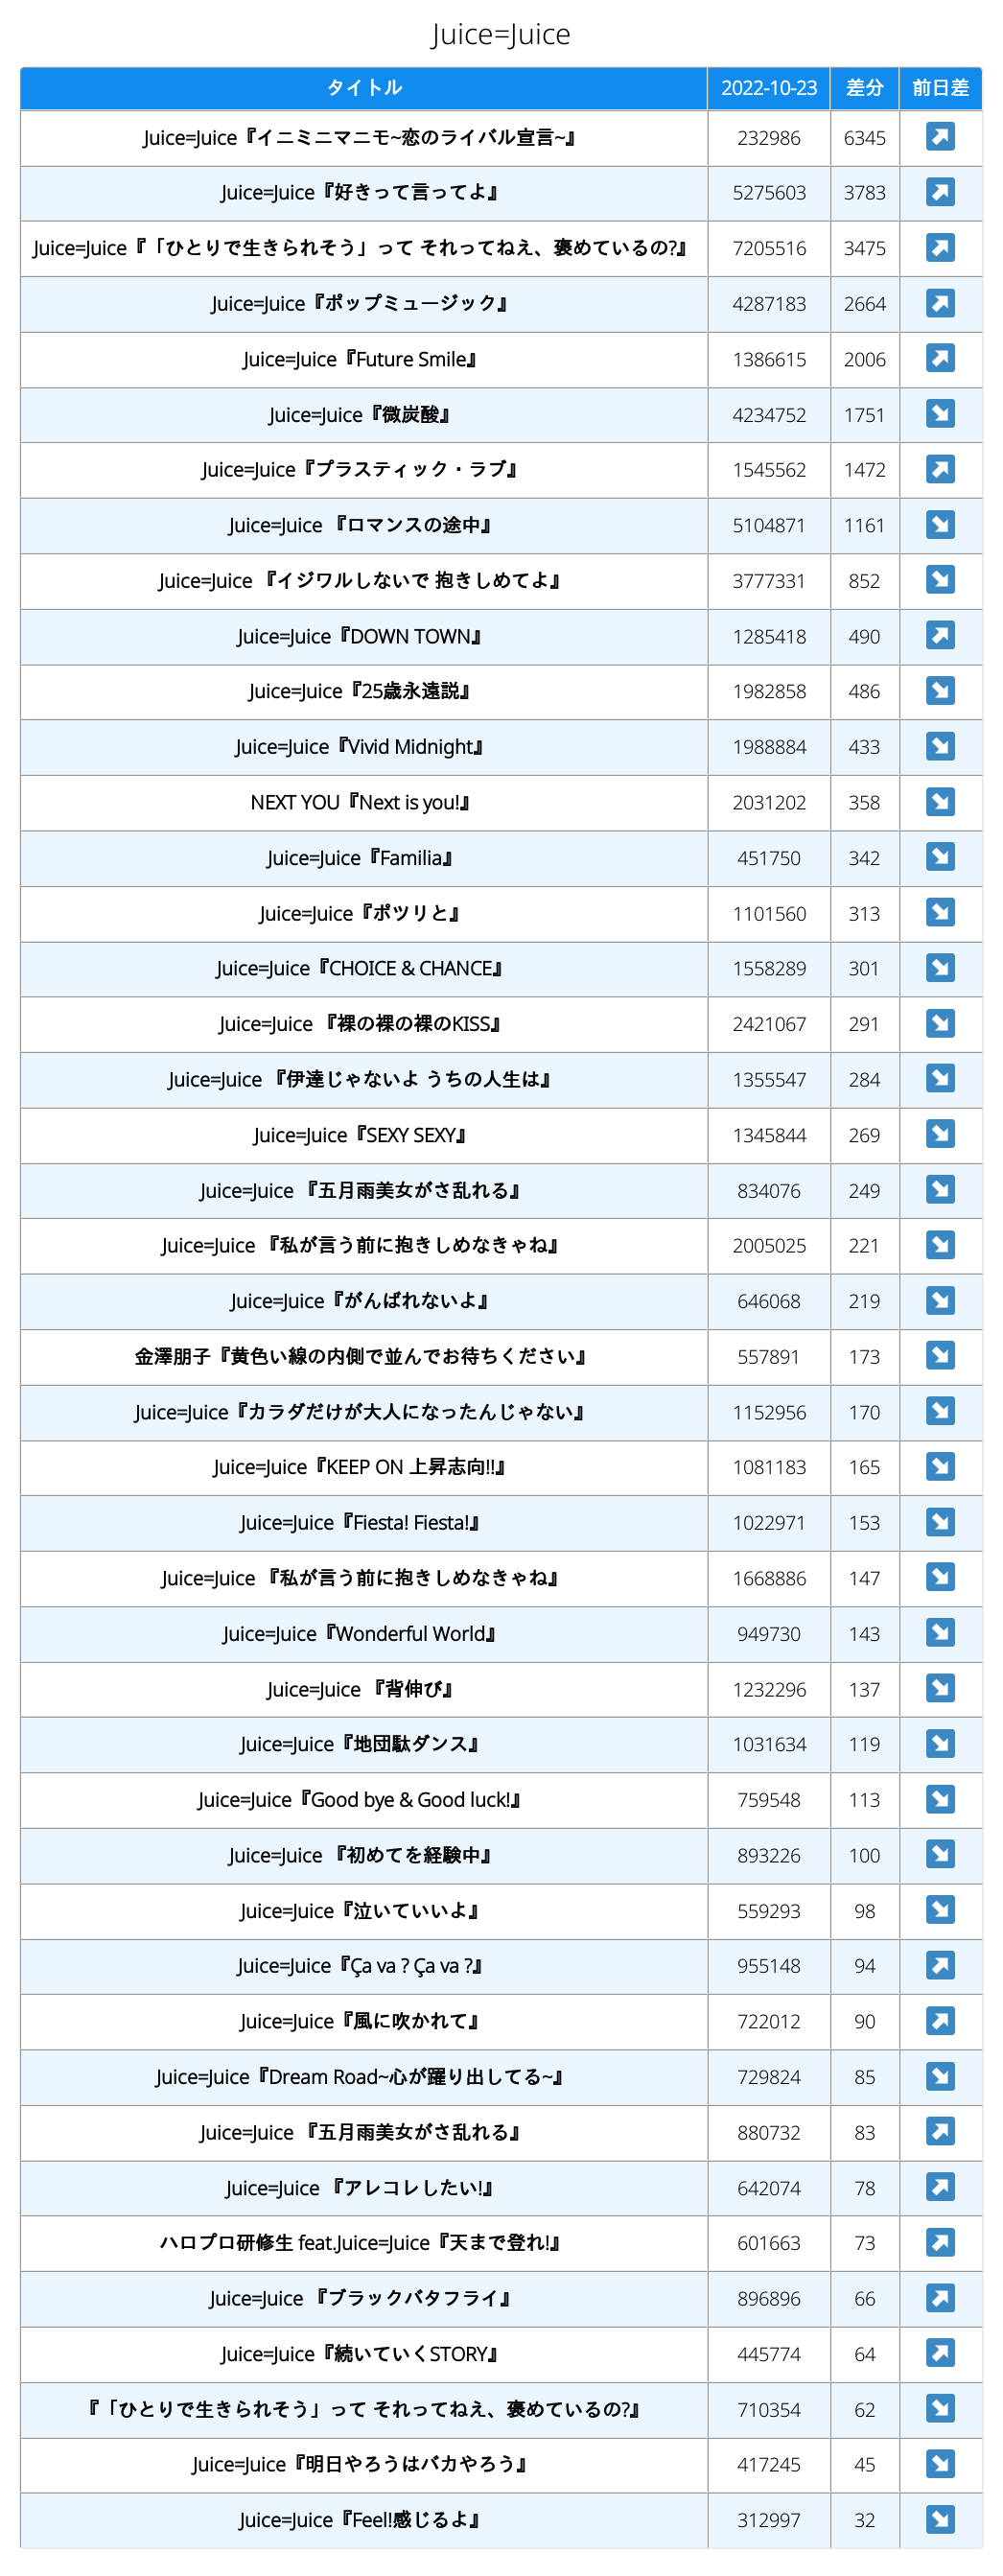 Juice=Juice
タイトル 2022-10-23 差分 前日差
Juice=Juice『イニミニマニモ~恋のライバル宣言~』 232986 6345 ↗
Juice=Juice『好きって言ってよ』 5275603 3783 ↗
Juice=Juice『「ひとりで生きられそう」って それってねえ、褒めているの?』 7205516 3475 ↗
Juice=Juice『ポップミュージック』 4287183 2664 ↗
Juice=Juice『Future Smile』 1386615 2006 ↗
Juice=Juice『微炭酸』 4234752 1751 ↘
Juice=Juice『プラスティック・ラブ』 1545562 1472 ↗
Juice=Juice 『ロマンスの途中』 5104871 1161 ↘
Juice=Juice 『イジワルしないで 抱きしめてよ』 3777331 852 ↘
Juice=Juice『DOWN TOWN』 1285418 490 ↗
Juice=Juice『25歳永遠説』 1982858 486 ↘
Juice=Juice『Vivid Midnight』 1988884 433 ↘
NEXT YOU『Next is you!』 2031202 358 ↘
Juice=Juice『Familia』 451750 342 ↘
Juice=Juice『ポツリと』 1101560 313 ↘
Juice=Juice『CHOICE & CHANCE』 1558289 301 ↘
Juice=Juice 『裸の裸の裸のKISS』 2421067 291 ↘
Juice=Juice 『伊達じゃないよ うちの人生は』 1355547 284 ↘
Juice=Juice『SEXY SEXY』 1345844 269 ↘
Juice=Juice 『五月雨美女がさ乱れる』 834076 249 ↘
Juice=Juice 『私が言う前に抱きしめなきゃね』 2005025 221 ↘
Juice=Juice『がんばれないよ』 646068 219 ↘
金澤朋子『黄色い線の内側で並んでお待ちください』 557891 173 ↘
Juice=Juice『カラダだけが大人になったんじゃない』 1152956 170 ↘
Juice=Juice『KEEP ON 上昇志向!!』 1081183 165 ↘
Juice=Juice『Fiesta! Fiesta!』 1022971 153 ↘
Juice=Juice 『私が言う前に抱きしめなきゃね』 1668886 147 ↘
Juice=Juice『Wonderful World』 949730 143 ↘
Juice=Juice 『背伸び』 1232296 137 ↘
Juice=Juice『地団駄ダンス』 1031634 119 ↘
Juice=Juice『Good bye & Good luck!』 759548 113 ↘
Juice=Juice 『初めてを経験中』 893226 100 ↘
Juice=Juice『泣いていいよ』 559293 98 ↘
Juice=Juice『Ça va ? Ça va ?』 955148 94 ↗
Juice=Juice『風に吹かれて』 722012 90 ↗
Juice=Juice『Dream Road~心が躍り出してる~』 729824 85 ↘
Juice=Juice 『五月雨美女がさ乱れる』 880732 83 ↗
Juice=Juice 『アレコレしたい!』 642074 78 ↗
ハロプロ研修生 feat.Juice=Juice『天まで登れ!』 601663 73 ↗
Juice=Juice 『ブラックバタフライ』 896896 66 ↗
Juice=Juice『続いていくSTORY』 445774 64 ↗
『「ひとりで生きられそう」って それってねえ、褒めているの?』 710354 62 ↘
Juice=Juice『明日やろうはバカやろう』 417245 45 ↘
Juice=Juice『Feel!感じるよ』 312997 32 ↘